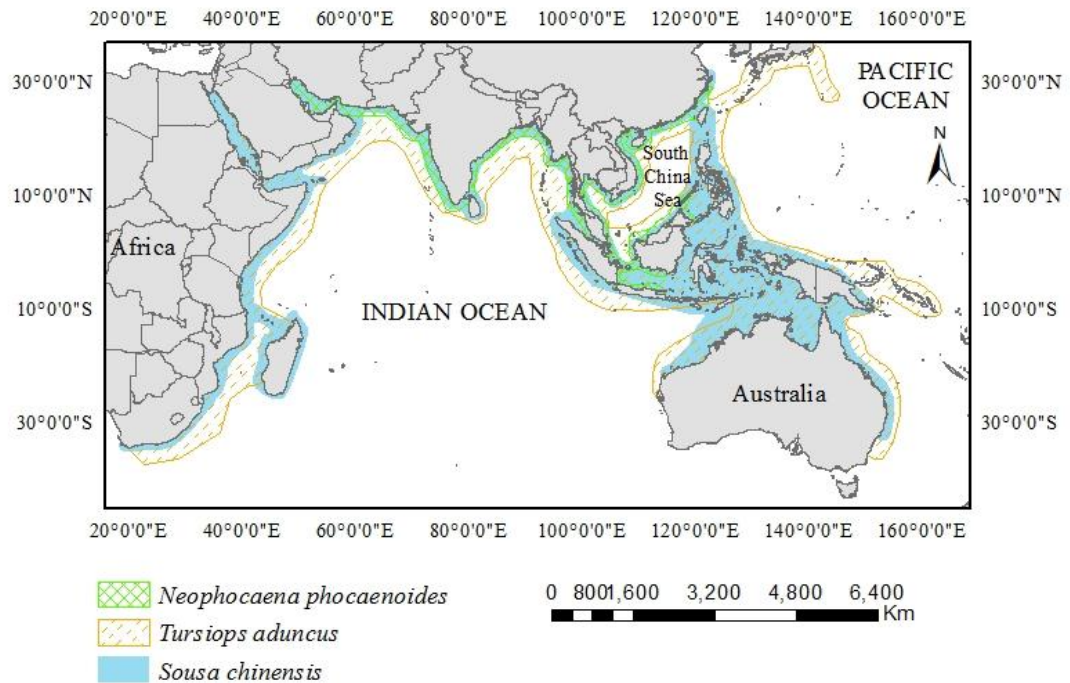 20°0'0"E 40°0'0"E 60°0'0"E 80°0'0"E 100°0'0"E 120°0'0"E 140°0'0"E 160°0'0"E
30°0'0"N
PACIFIC
OCEAN
30°0'0"N
N
South
China
Sea
10°0'0"N
10°0'0"N
Africa
10°0'0"S
INDIAN OCEAN
10°0'0"S
Australia
30°0'0"S
30°0'0"S
20°0'0"E 40°0'0"E 60°0'0"E 80°0'0"E 100°0'0"E 120°0'0"E 140°0'0"E 160°0'0"E
Neophocaena phocaenoides
Tursiops aduncus
Sousa chinensis
0 800 1,600 3,200 4,800 6,400
Km